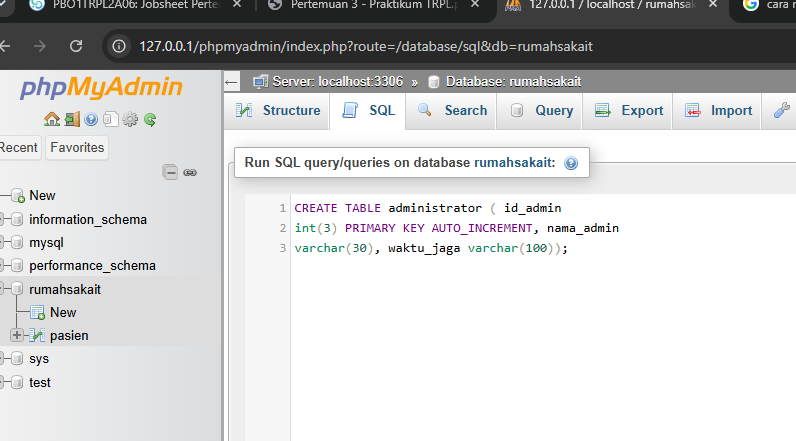 PBO1TRPL2A06: Jobsheet Perte
Pertemuan 3 - Praktikum TRPL.p
127.0.0.1 / localhost / rumahsak
cara r
127.0.0.1/phpmyadmin/index.php?route=/database/sql&db=rumahsakait
phpMyAdmin
Recent
Favorites
New
information_schema
mysql
performance_schema
rumahsakait
New
pasien
sys
test
Server: localhost:3306 » Database: rumahsakait
Structure
SQL
Search
Query
Export
Import
Run SQL query/queries on database rumahsakait:
1 CREATE TABLE administrator ( id_admin
2 int(3) PRIMARY KEY AUTO_INCREMENT, nama_admin
3 varchar(30), waktu_jaga varchar(100));